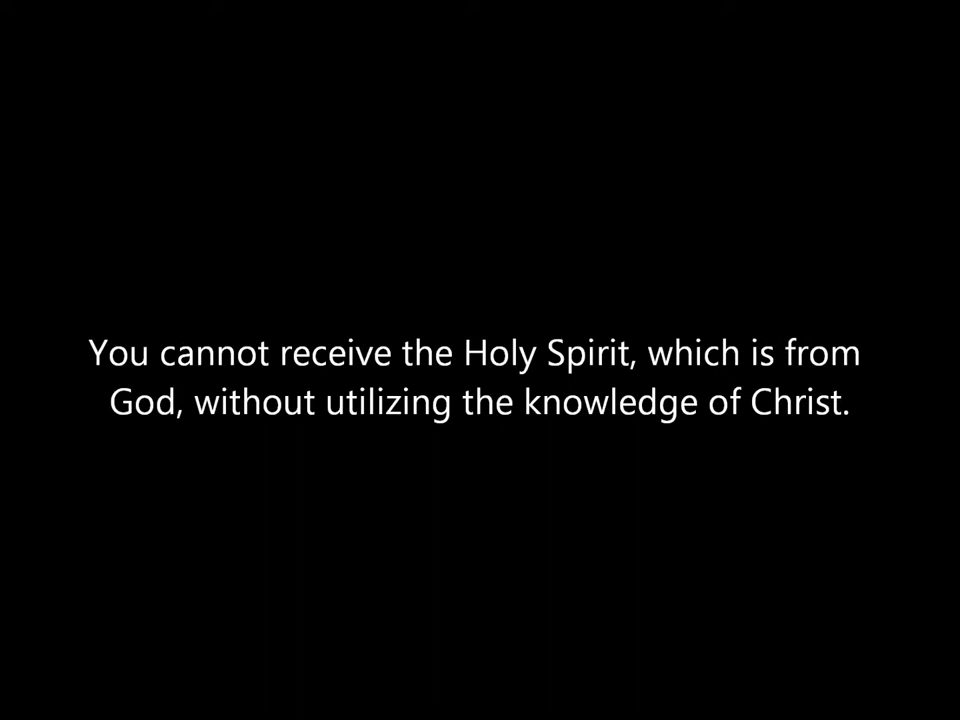 You cannot receive the Holy Spirit, which is from
God, without utilizing the knowledge of Christ.